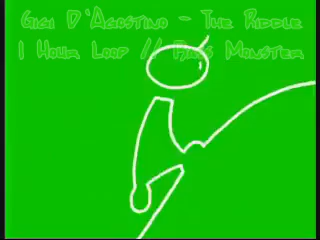 Gigi D'Agostino - The Riddle
1 Hour Loop // Bass Monster